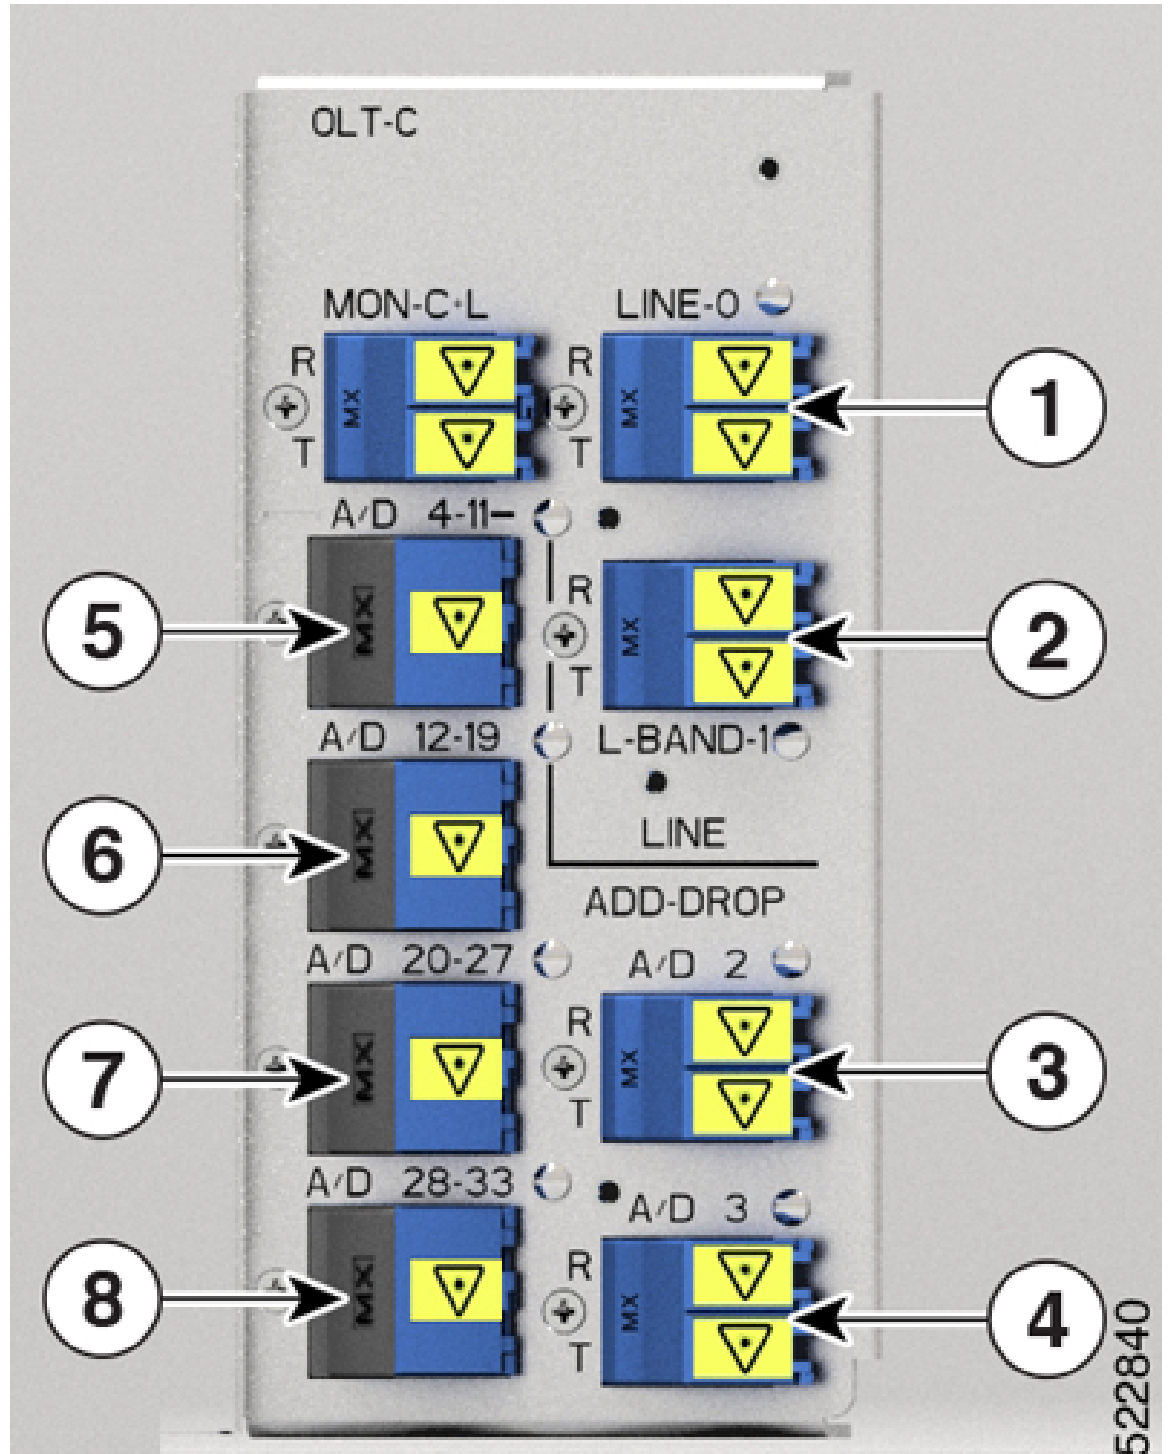 OLT-C
MON-C+L LINE-0
R R
MX MX
T T
1
A/D 4-11
5
MX
R
MX
T
2
A/D 12-19 L-BAND-1
6
MX
LINE
ADD-DROP
A/D 20-27 A/D 2
7
MX
R
MX
T
3
A/D 28-33 A/D 3
8
MX
R
MX
T
4
522840